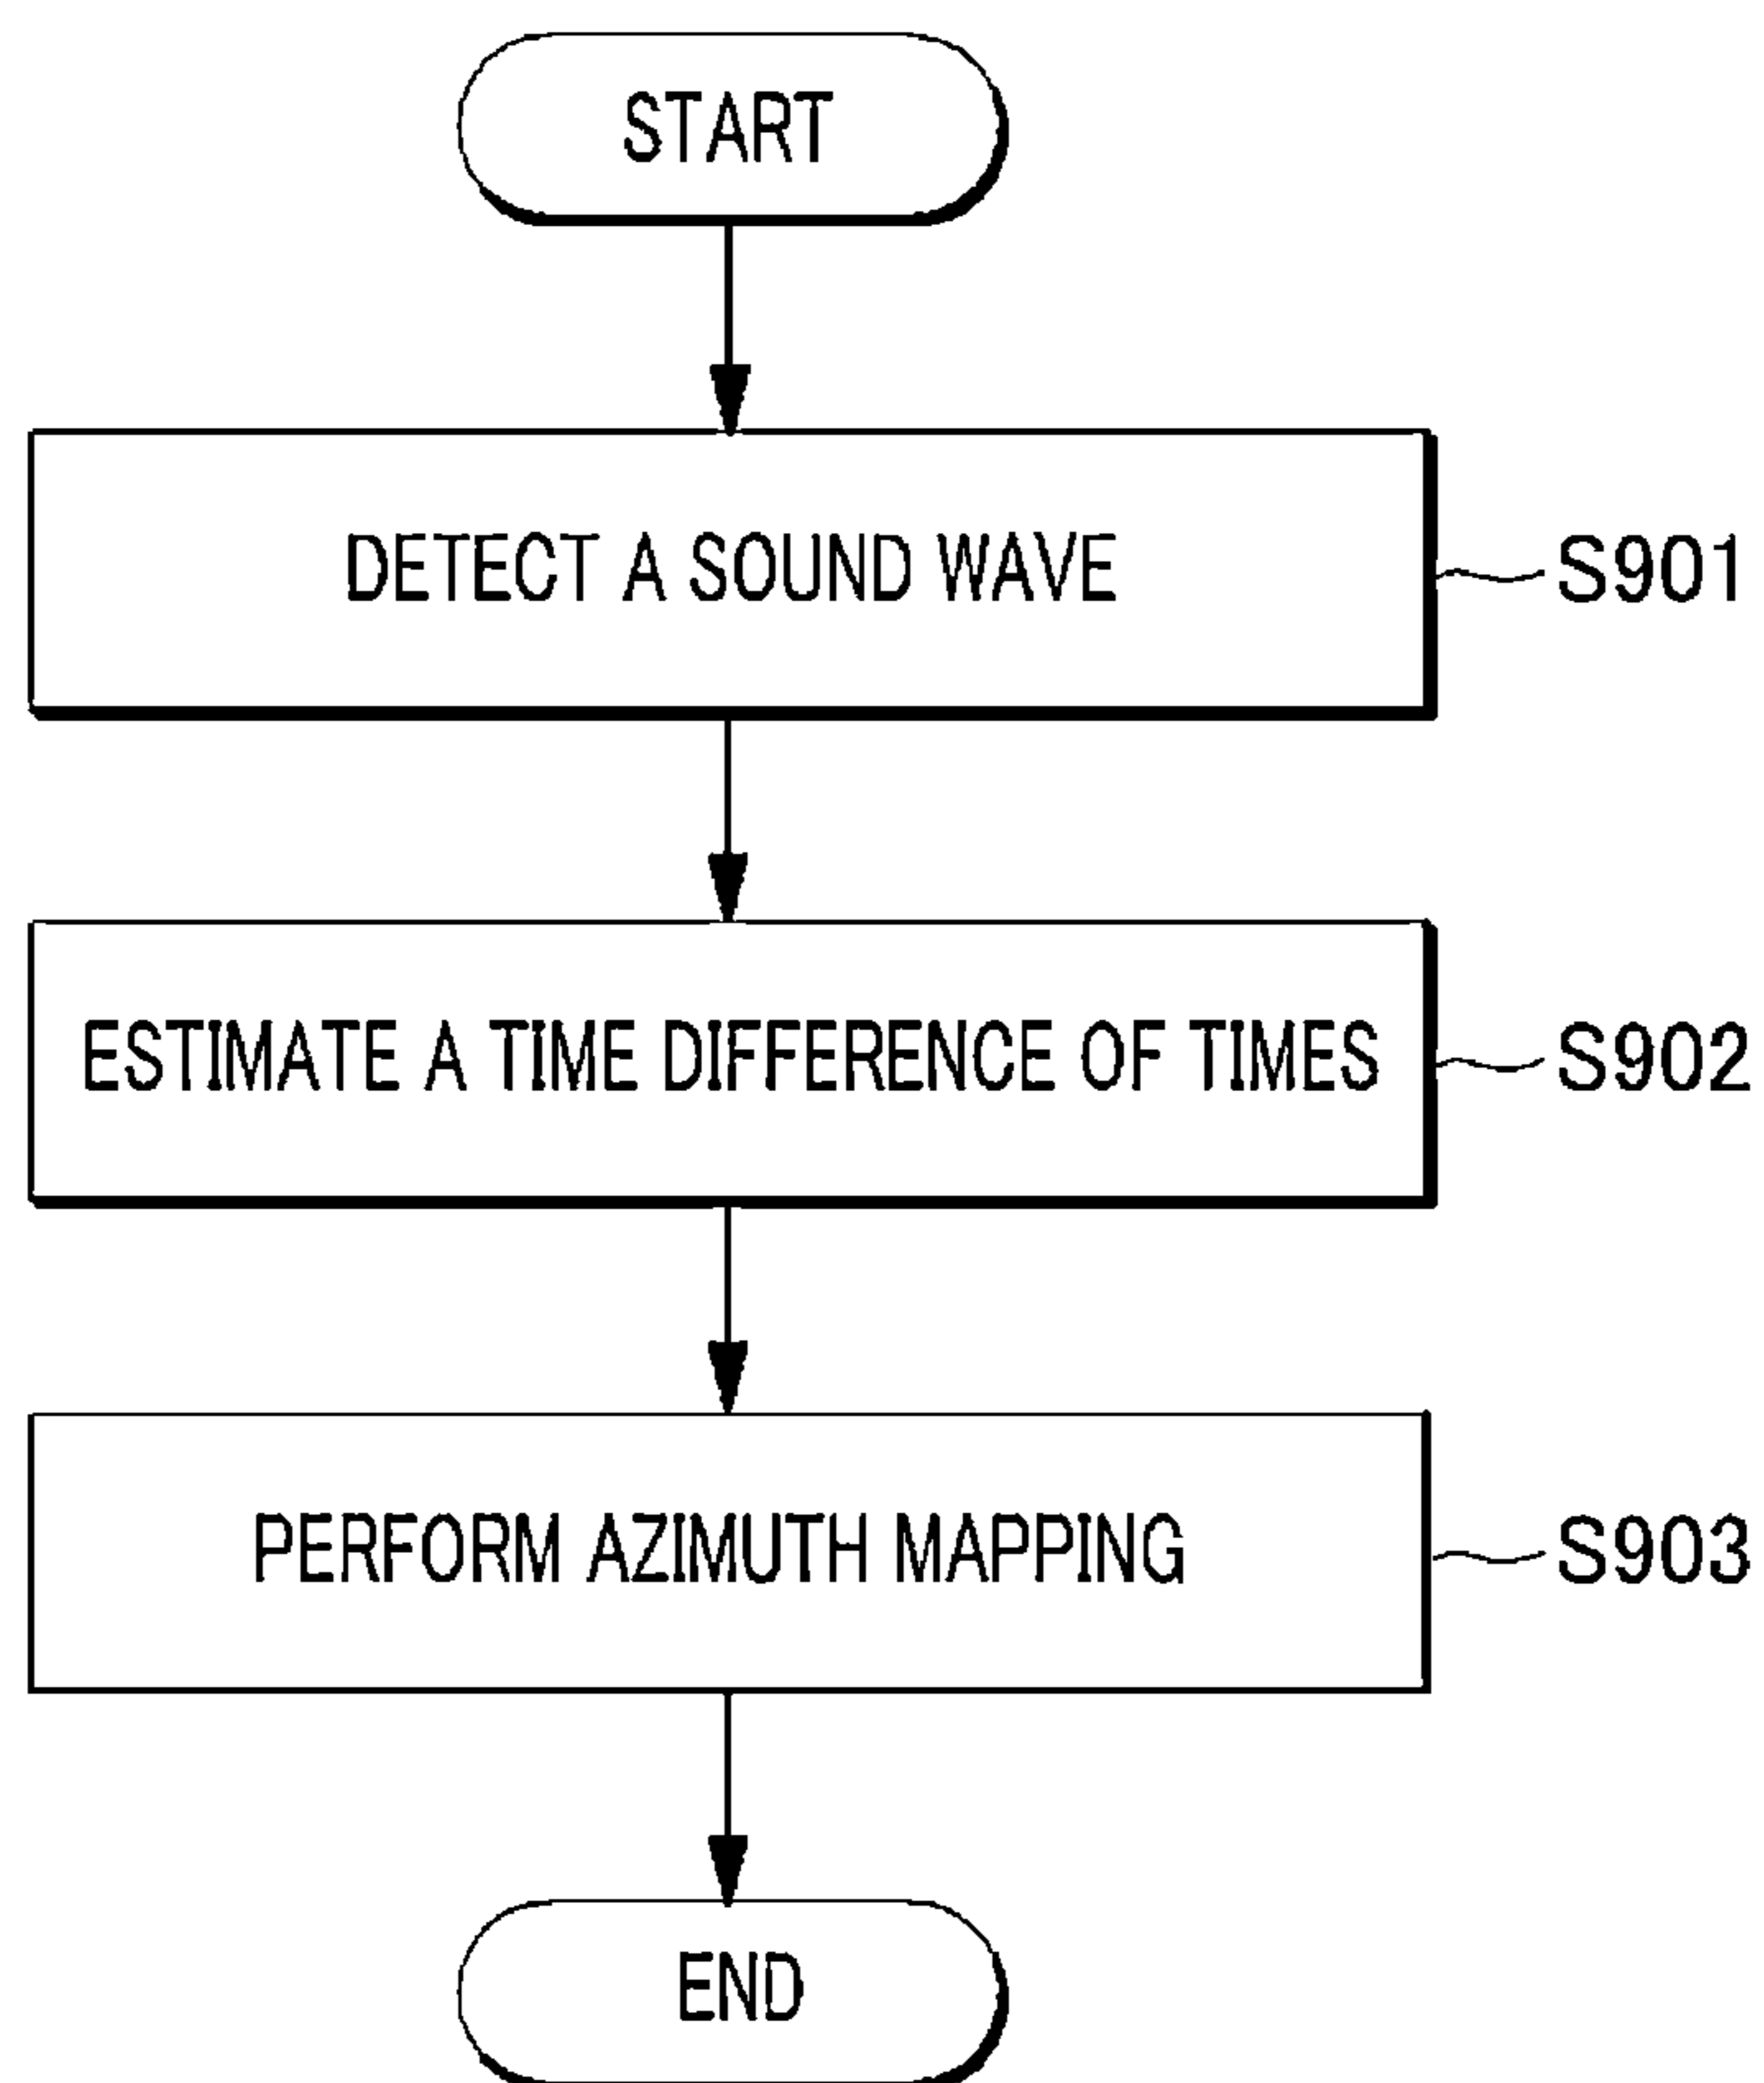 START
DETECT A SOUND WAVE
S901
ESTIMATE A TIME DIFFERENCE OF TIMES
S902
PERFORM AZIMUTH MAPPING
S903
END